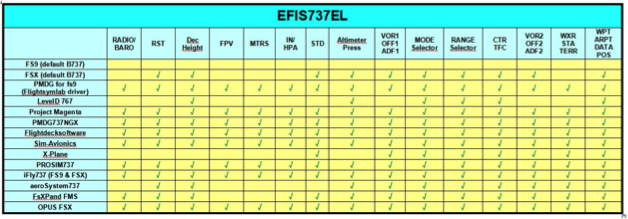 EFIS737EL
RADIO/
BARO
RST
Dec
Height
FPV
MTRS
IN/
HPA
STD
Altimeter
Press
VOR1
OFF1
ADF1
MODE
Selector
RANGE
Selector
CTR
TFC
VOR2
OFF2
ADF2
WXR
STA
TERR
WPT
ARPT
DATA
POS
FS9 (default B737)
FSX (default B737)
PMDG for fs9
(Flightsymlab driver)
LevelD 767
Project Magenta
PMDG737NGX
Flightdecksoftware
Sim-Avionics
X-Plane
PROSIM737
iFly737 (FS9 & FSX)
aeroSystem737
FsXPand FMS
OPUS FSX